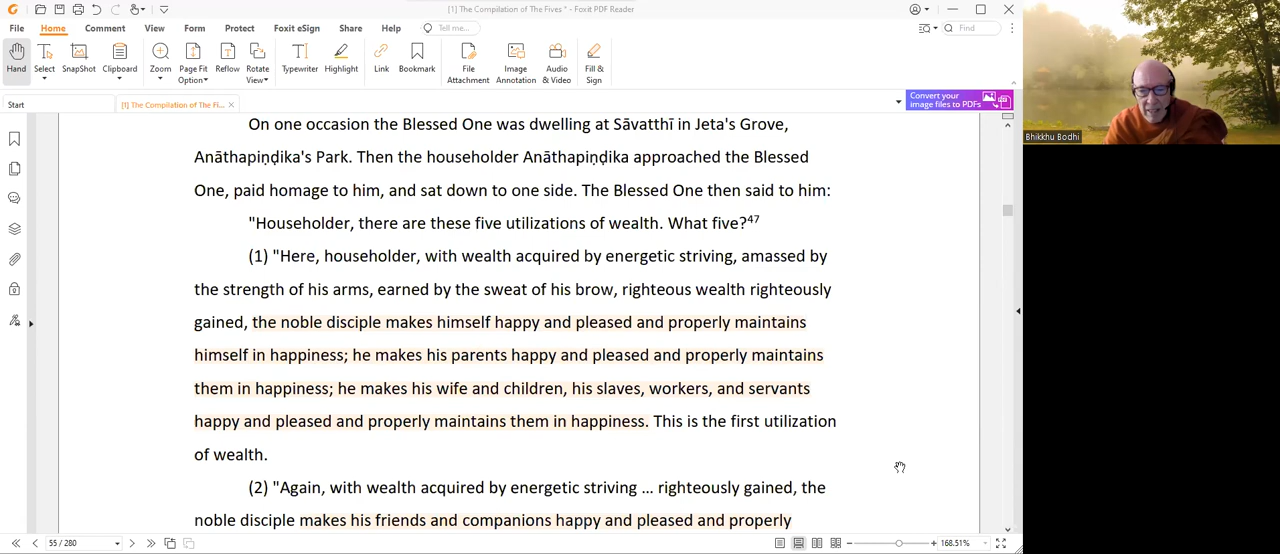 [1] The Compilation of The Fives * - Foxit PDF Reader
File Home Comment View Form Protect Foxit eSign Share Help Tell me... Find
Hand Select SnapShot Clipboard Zoom Page Fit Option Reflow Rotate View Typewriter Highlight Link Bookmark File Attachment Image Annotation Audio & Video Fill & Sign
Start [1] The Compilation of The Fi...
Convert your image files to PDFs
On one occasion the Blessed One was dwelling at Sāvatthī in Jeta's Grove,
Anāthapiṇḍika's Park. Then the householder Anāthapiṇḍika approached the Blessed
One, paid homage to him, and sat down to one side. The Blessed One then said to him:
"Householder, there are these five utilizations of wealth. What five?⁴⁷
(1) "Here, householder, with wealth acquired by energetic striving, amassed by
the strength of his arms, earned by the sweat of his brow, righteous wealth righteously
gained, the noble disciple makes himself happy and pleased and properly maintains
himself in happiness; he makes his parents happy and pleased and properly maintains
them in happiness; he makes his wife and children, his slaves, workers, and servants
happy and pleased and properly maintains them in happiness. This is the first utilization
of wealth.
(2) "Again, with wealth acquired by energetic striving ... righteously gained, the
noble disciple makes his friends and companions happy and pleased and properly
55 / 280
168.51%
Bhikkhu Bodhi